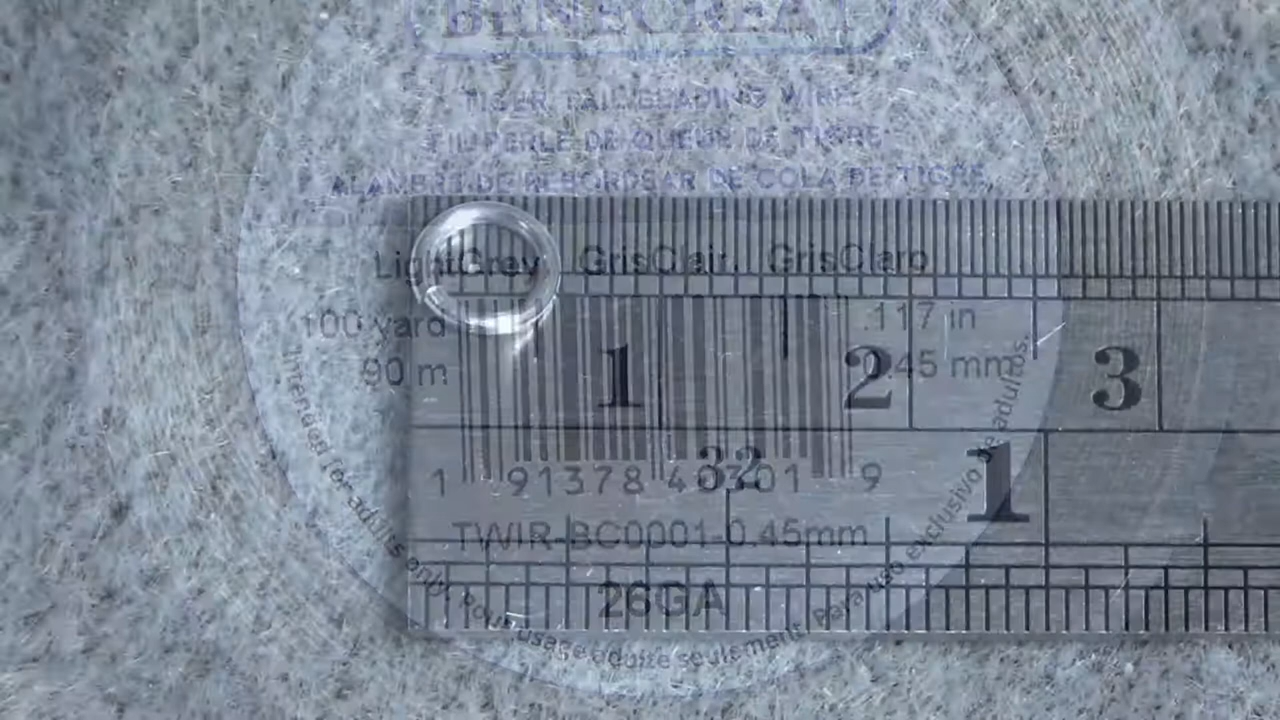 BENECREAT
TIGER TAIL BEADING WIRE
FIL PERLE DE QUEUE DE TIGRE
ALAMBRE DE REBORDEAR DE COLA DE TIGRE
LightGrey GrisClair GrisClaro
100 yard
90 m
.117 in
0.45 mm
1 2 3
1 91378 40301 9
32
1
TWIR-BC0001-0.45mm
26GA
Intended for adults only. Pour usage adulte seulement. Para uso exclusivo de adultos.